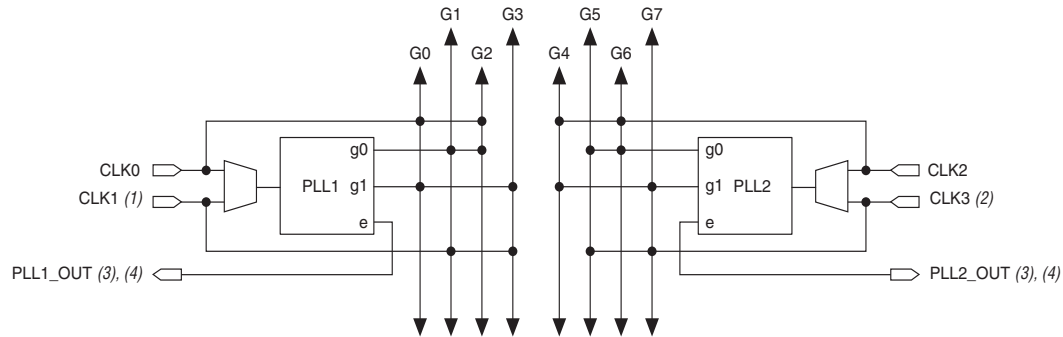 G1 G3 G5 G7
G0 G2 G4 G6
g0 g0
CLK0 CLK2
PLL1 g1 g1 PLL2
CLK1 (1) CLK3 (2)
e e
PLL1_OUT (3), (4) PLL2_OUT (3), (4)